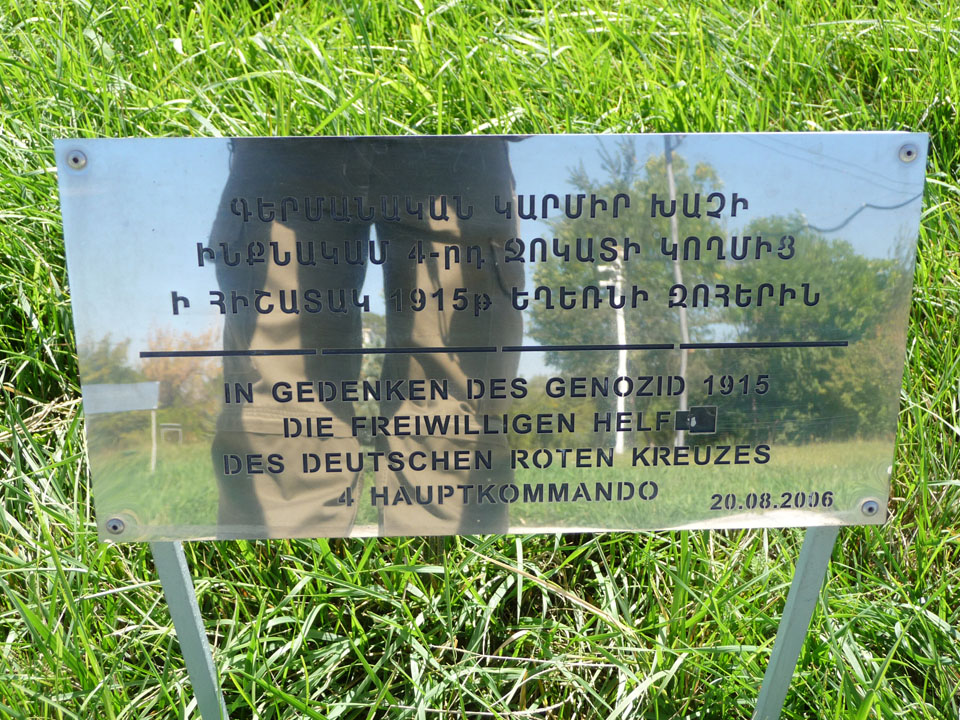 ԳԵՐՄԱՆԱԿԱՆ ԿԱՐՄԻՐ ԽԱՉԻ
ԻՆՔՆԱԿԱՄ 4-րդ ՋՈԿԱՏԻ ԿՈՂՄԻՑ
Ի ՀԻՇԱՏԱԿ 1915թ ԵՂԵՌՆԻ ԶՈՀԵՐԻՆ
IN GEDENKEN DES GENOZID 1915
DIE FREIWILLIGEN HELF
DES DEUTSCHEN ROTEN KREUZES
4 HAUPTKOMMANDO 20.08.2006